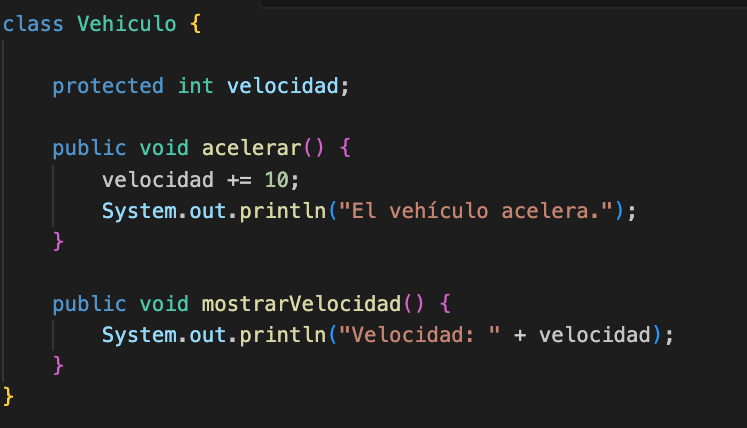 class Vehiculo {
protected int velocidad;
public void acelerar() {
velocidad += 10;
System.out.println("El vehículo acelera.");
}
public void mostrarVelocidad() {
System.out.println("Velocidad: " + velocidad);
}
}